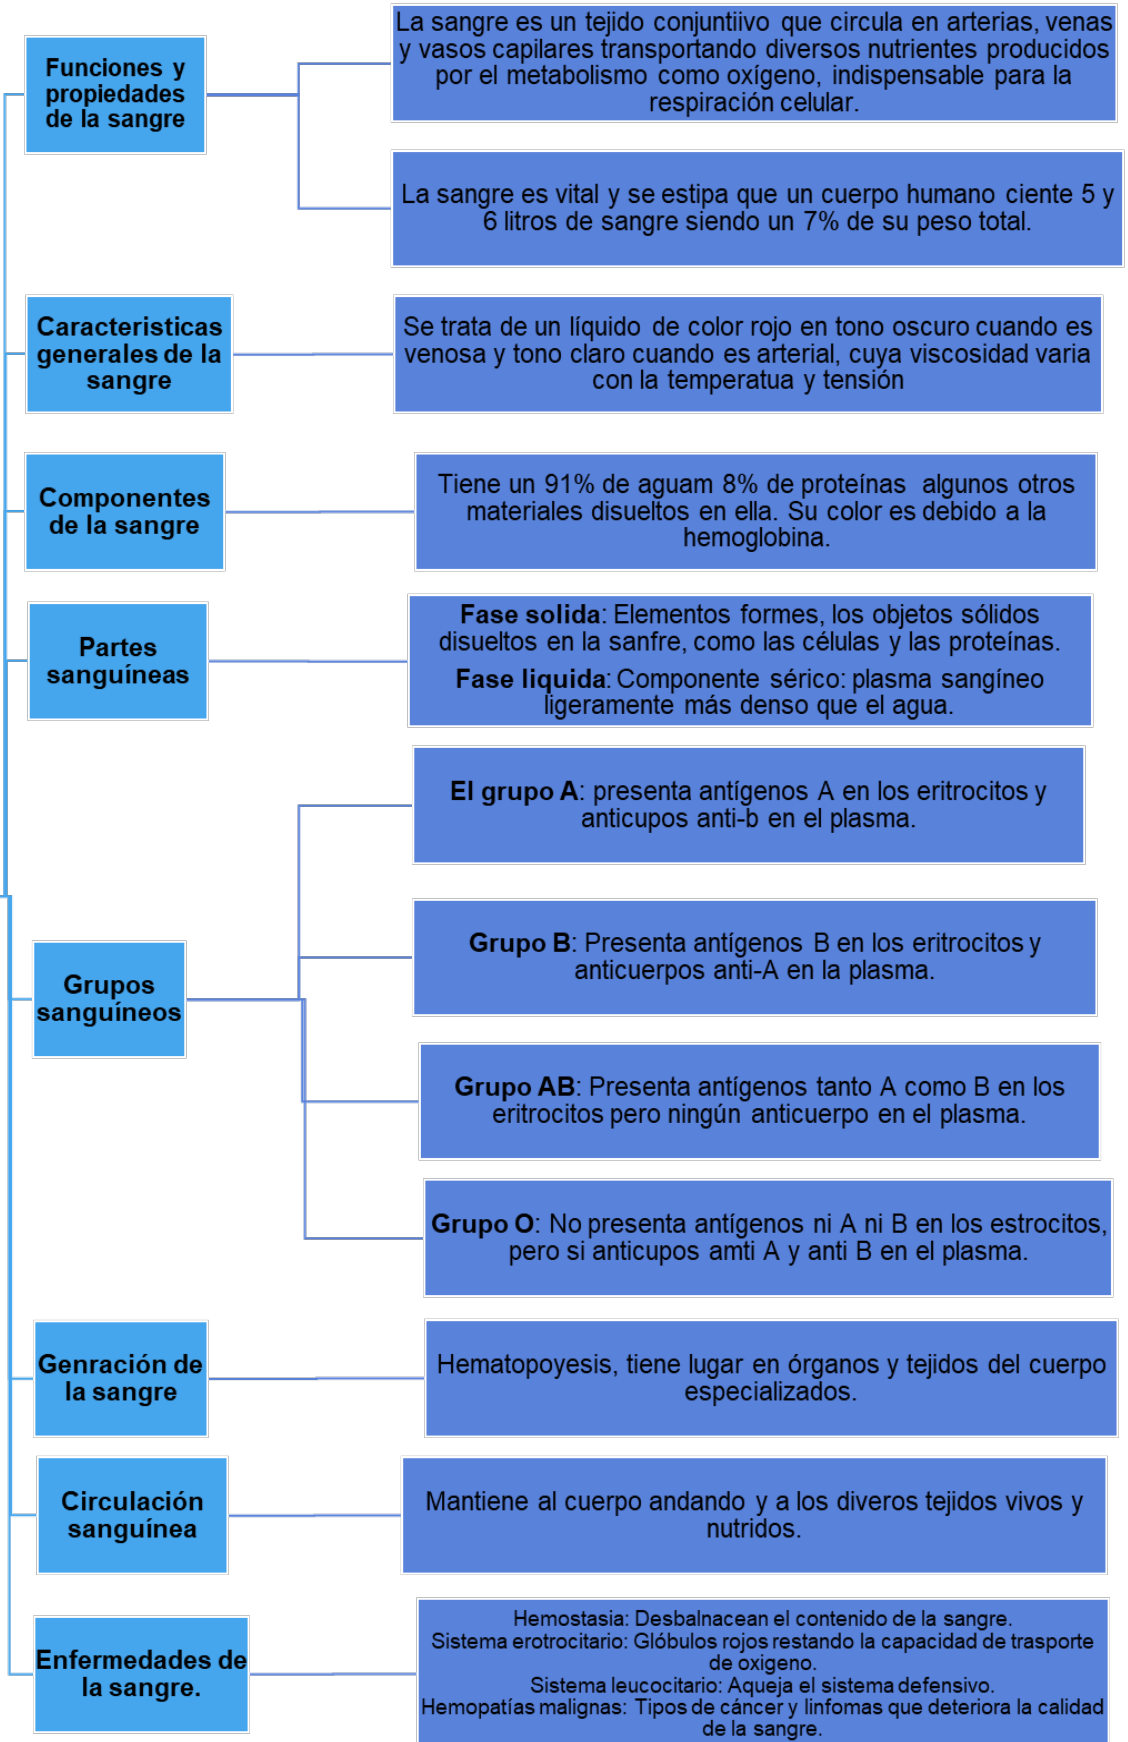 Funciones y
propiedades
de la sangre
La sangre es un tejido conjuntiivo que circula en arterias, venas
y vasos capilares transportando diversos nutrientes producidos
por el metabolismo como oxígeno, indispensable para la
respiración celular.
La sangre es vital y se estipa que un cuerpo humano ciente 5 y
6 litros de sangre siendo un 7% de su peso total.
Caracteristicas
generales de la
sangre
Se trata de un líquido de color rojo en tono oscuro cuando es
venosa y tono claro cuando es arterial, cuya viscosidad varia
con la temperatua y tensión
Componentes
de la sangre
Tiene un 91% de aguam 8% de proteínas algunos otros
materiales disueltos en ella. Su color es debido a la
hemoglobina.
Partes
sanguíneas
Fase solida: Elementos formes, los objetos sólidos
disueltos en la sanfre, como las células y las proteínas.
Fase liquida: Componente sérico: plasma sangíneo
ligeramente más denso que el agua.
Grupos
sanguíneos
El grupo A: presenta antígenos A en los eritrocitos y
anticupos anti-b en el plasma.
Grupo B: Presenta antígenos B en los eritrocitos y
anticuerpos anti-A en la plasma.
Grupo AB: Presenta antígenos tanto A como B en los
eritrocitos pero ningún anticuerpo en el plasma.
Grupo O: No presenta antígenos ni A ni B en los estrocitos,
pero si anticupos amti A y anti B en el plasma.
Genración de
la sangre
Hematopoyesis, tiene lugar en órganos y tejidos del cuerpo
especializados.
Circulación
sanguínea
Mantiene al cuerpo andando y a los diveros tejidos vivos y
nutridos.
Enfermedades de
la sangre.
Hemostasia: Desbalnacean el contenido de la sangre.
Sistema erotrocitario: Glóbulos rojos restando la capacidad de trasporte
de oxigeno.
Sistema leucocitario: Aqueja el sistema defensivo.
Hemopatías malignas: Tipos de cáncer y linfomas que deteriora la calidad
de la sangre.